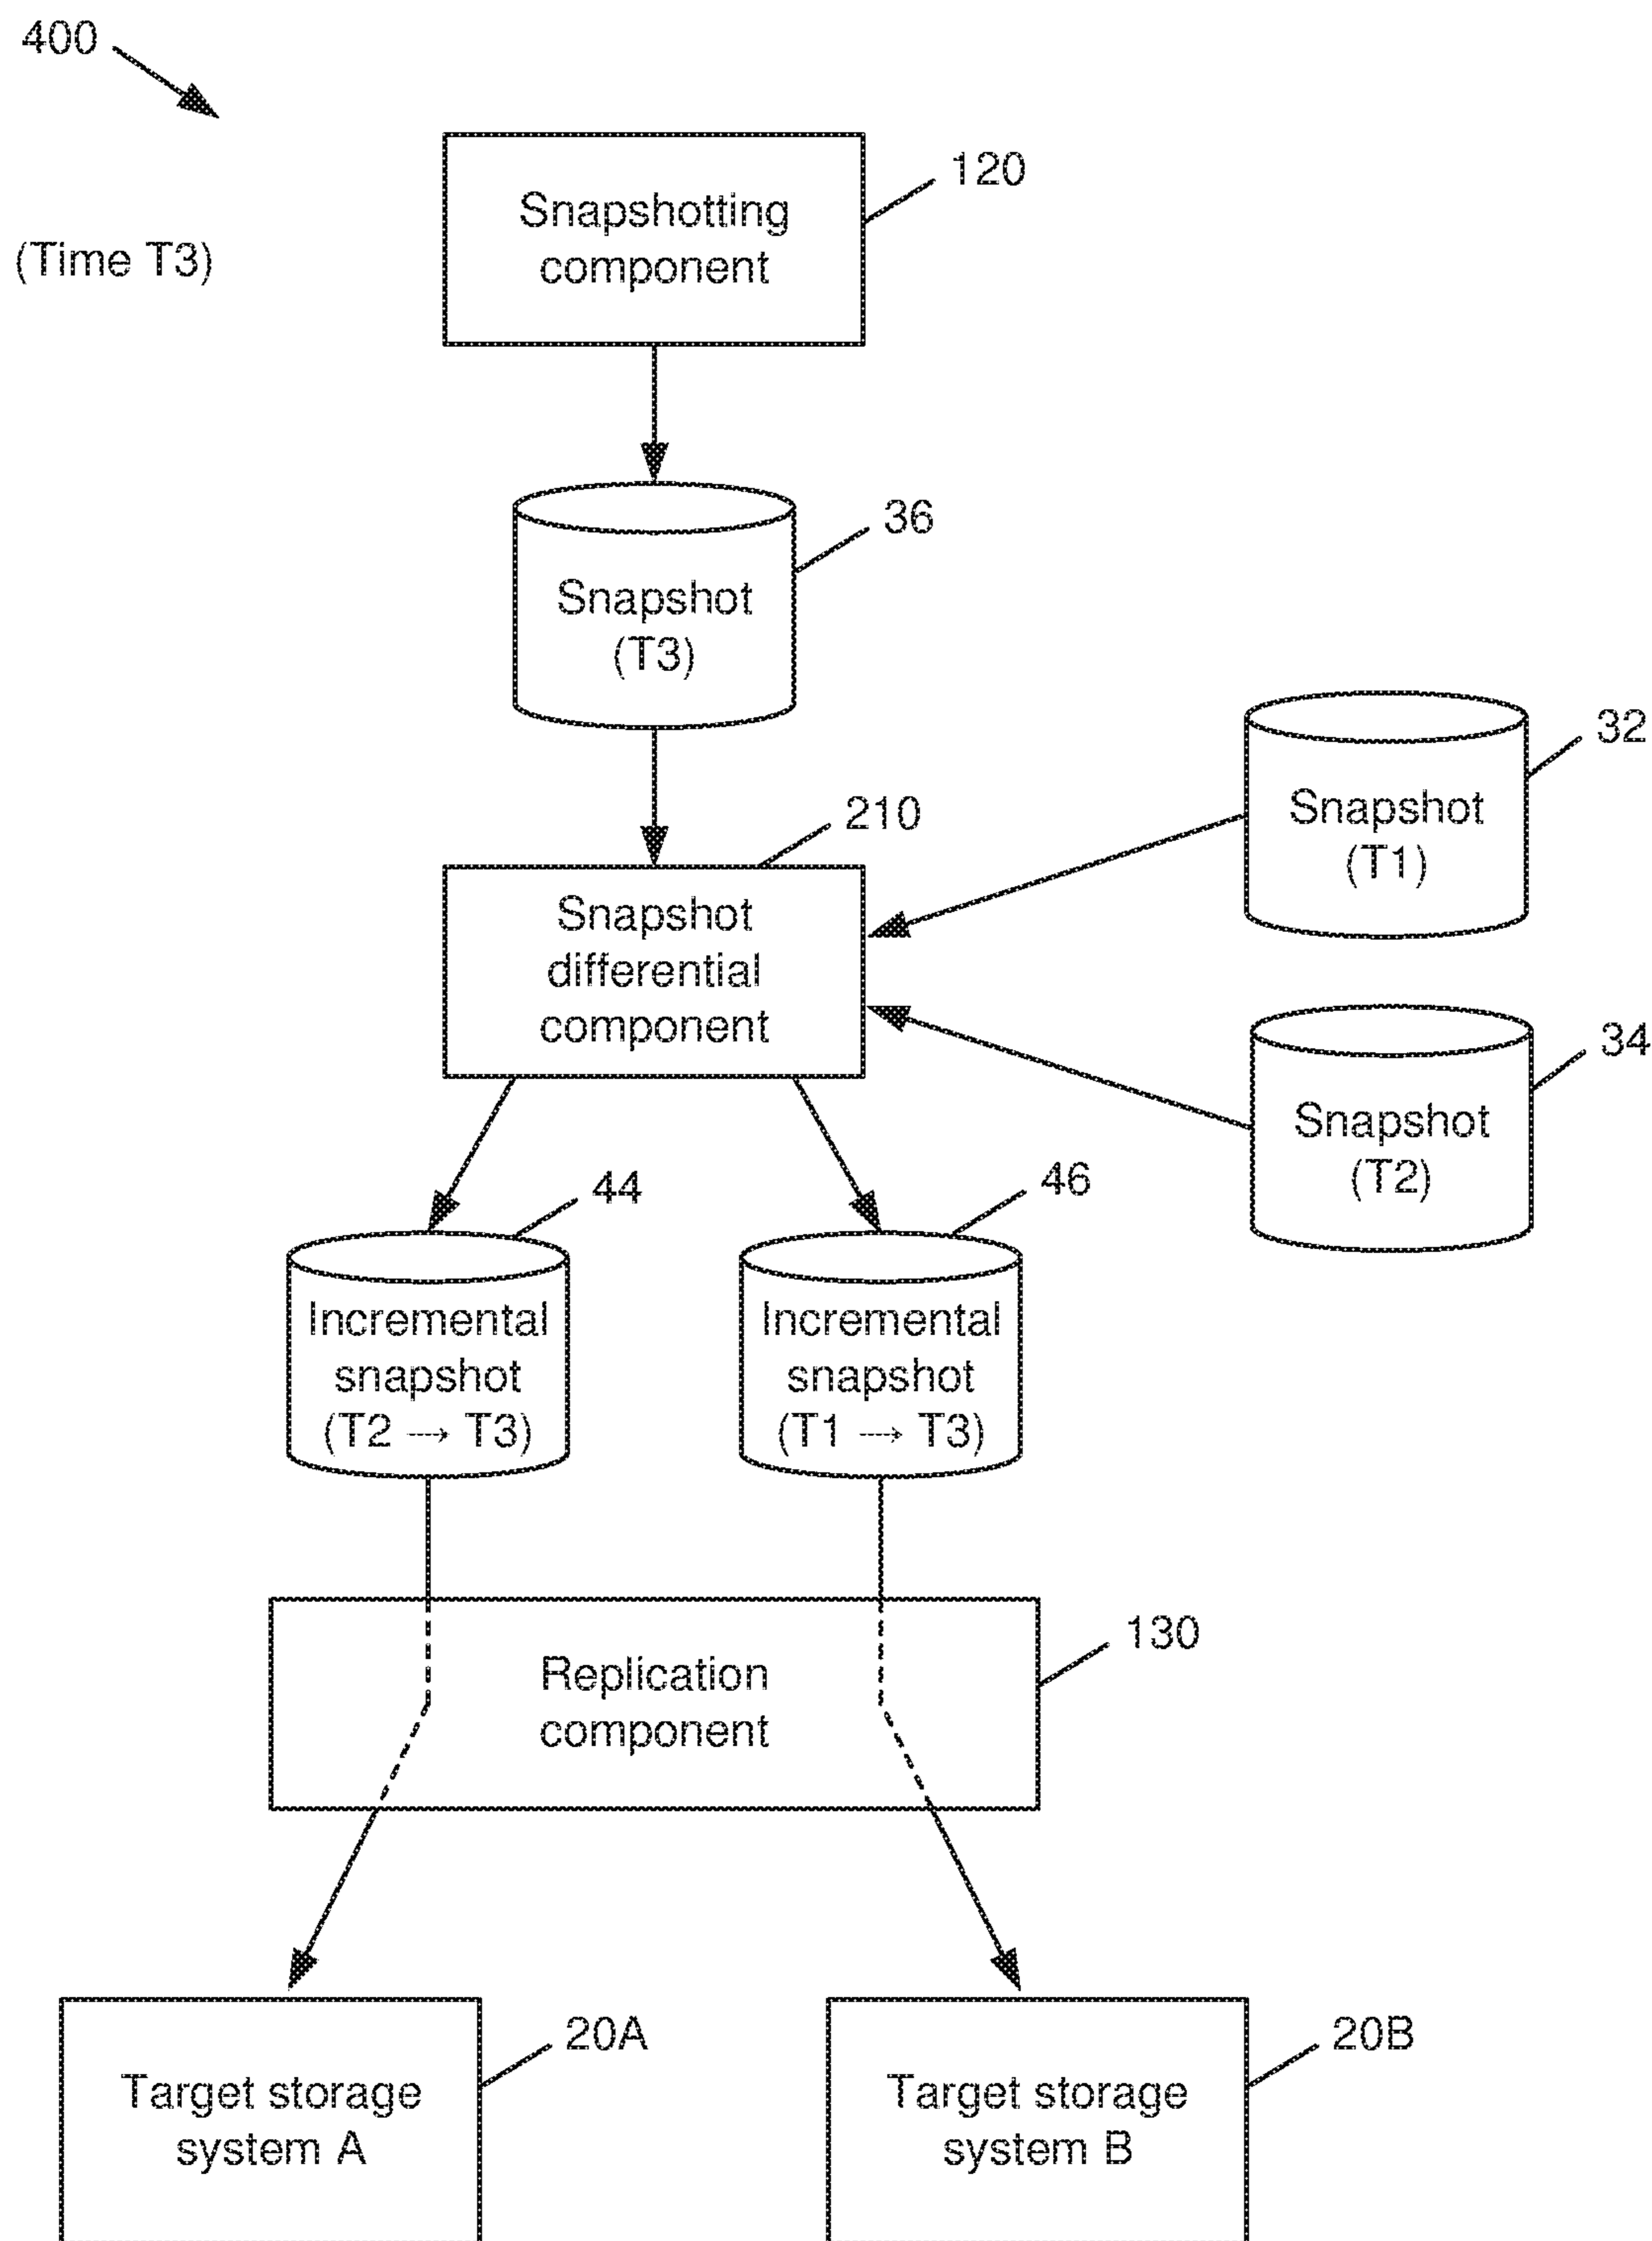 400
120
Snapshotting
component
(Time T3)
36
Snapshot
(T3)
32
Snapshot
(T1)
210
Snapshot
differential
component
34
Snapshot
(T2)
44
46
Incremental
snapshot
(T2 → T3)
Incremental
snapshot
(T1 → T3)
130
Replication
component
20A
20B
Target storage
system A
Target storage
system B